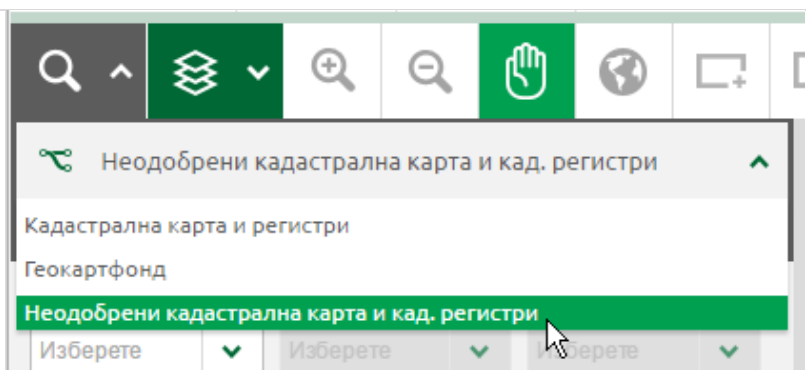 Неодобрени кадастрална карта и кад. регистри
Кадастрална карта и регистри
Геокартфонд
Неодобрени кадастрална карта и кад. регистри
Изберете Изберете Изберете